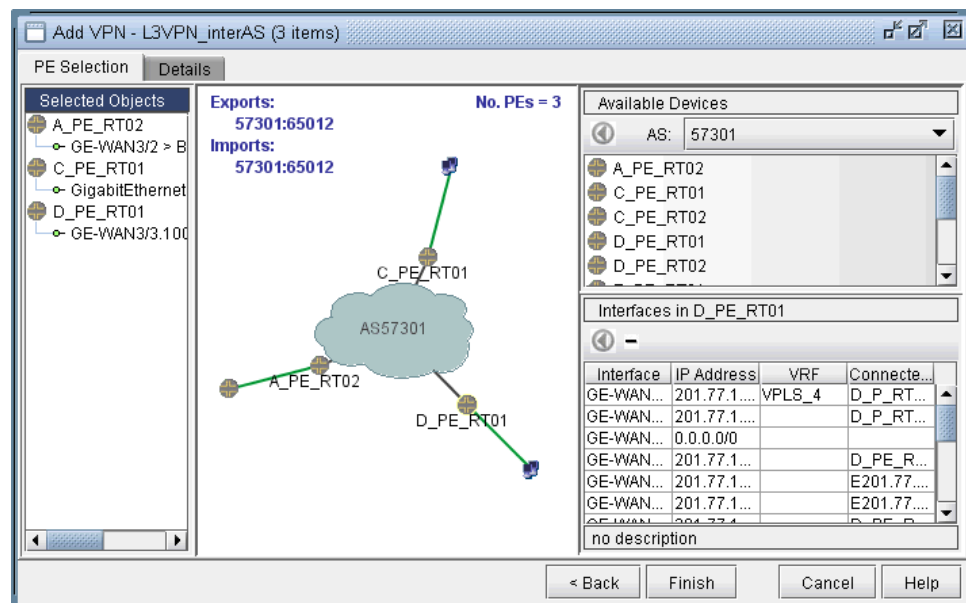 Add VPN - L3VPN_interAS (3 items)
PE Selection
Details
Selected Objects
A_PE_RT02
GE-WAN3/2 > B
C_PE_RT01
GigabitEthernet
D_PE_RT01
GE-WAN3/3.100
Exports:
57301:65012
Imports:
57301:65012
No. PEs = 3
C_PE_RT01
AS57301
A_PE_RT02
D_PE_RT01
Available Devices
AS: 57301
A_PE_RT02
C_PE_RT01
C_PE_RT02
D_PE_RT01
D_PE_RT02
Interfaces in D_PE_RT01
Interface IP Address VRF Connecte...
GE-WAN... 201.77.1.... VPLS_4 D_P_RT...
GE-WAN... 201.77.1.... D_P_RT...
GE-WAN... 0.0.0.0/0
GE-WAN... 201.77.1... D_PE_R...
GE-WAN... 201.77.1... E201.77....
GE-WAN... 201.77.1... E201.77....
no description
< Back Finish Cancel Help